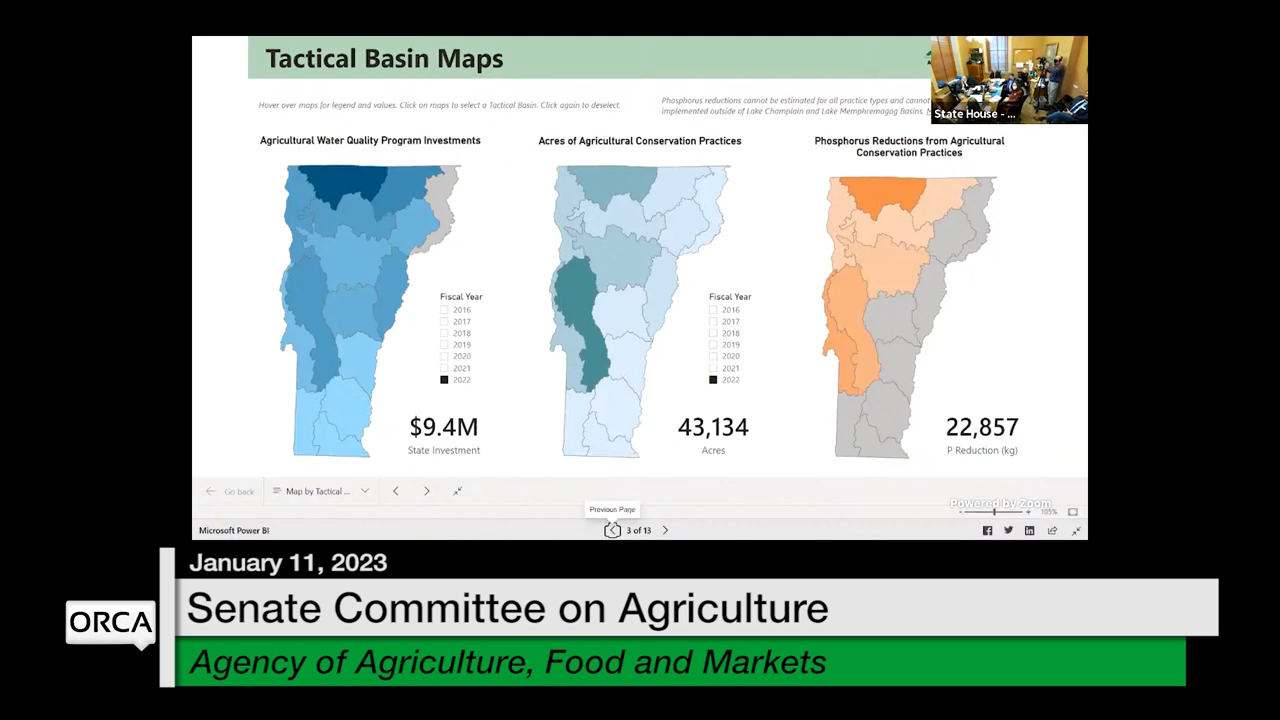 Tactical Basin Maps
State House - ...
Hover over maps for legend and values. Click on maps to select a Tactical Basin. Click again to deselect.
Phosphorus reductions cannot be estimated for all practice types and cannot
implemented outside of Lake Champlain and Lake Memphremagog Basins.
Agricultural Water Quality Program Investments
Acres of Agricultural Conservation Practices
Phosphorus Reductions from Agricultural
Conservation Practices
Fiscal Year
2016
2017
2018
2019
2020
2021
2022
Fiscal Year
2016
2017
2018
2019
2020
2021
2022
$9.4M
State Investment
43,134
Acres
22,857
P Reduction (kg)
Go back
Map by Tactical ...
Powered by Zoom
Previous Page
105%
Microsoft Power BI
3 of 13
January 11, 2023
Senate Committee on Agriculture
ORCA
Agency of Agriculture, Food and Markets